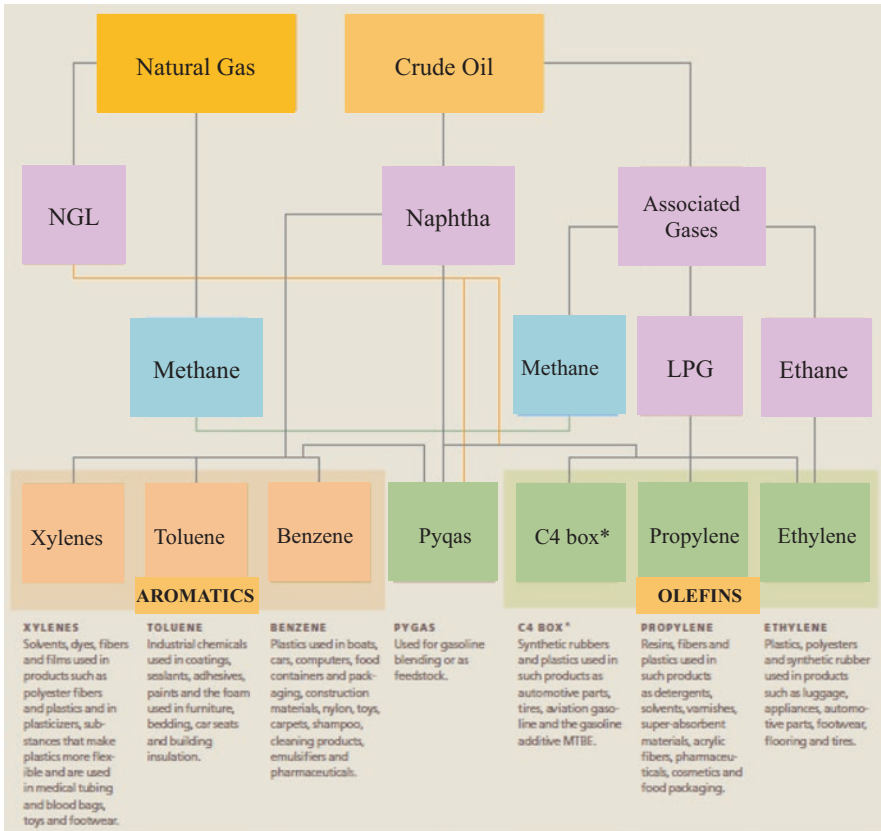 Natural Gas
Crude Oil
NGL
Naphtha
Associated
Gases
Methane
Methane
LPG
Ethane
Xylenes
Toluene
Benzene
Pyqas
C4 box*
Propylene
Ethylene
AROMATICS
OLEFINS
XYLENES
Solvents, dyes, fibers
and films used in
products such as
polyester fibers
and plastics and in
plasticizers, sub-
stances that make
plastics more flex-
ible and are used
in medical tubing
and blood bags,
toys and footwear.
TOLUENE
Industrial chemicals
used in coatings,
sealants, adhesives,
paints and the foam
used in furniture,
bedding, car seats
and building
insulation.
BENZENE
Plastics used in boats,
cars, computers, food
containers and pack-
aging, construction
materials, nylon, toys,
carpets, shampoo,
cleaning products,
emulsifiers and
pharmaceuticals.
PYGAS
Used for gasoline
blending or as
feedstock.
C4 BOX*
Synthetic rubbers
and plastics used in
such products as
automotive parts,
tires, aviation gaso-
line and the gasoline
additive MTBE.
PROPYLENE
Resins, fibers and
plastics used in
such products
as detergents,
solvents, varnishes,
super-absorbent
materials, acrylic
fibers, pharmaceu-
ticals, cosmetics and
food packaging.
ETHYLENE
Plastics, polyesters
and synthetic rubber
used in products
such as luggage,
appliances, automo-
tive parts, footwear,
flooring and tires.